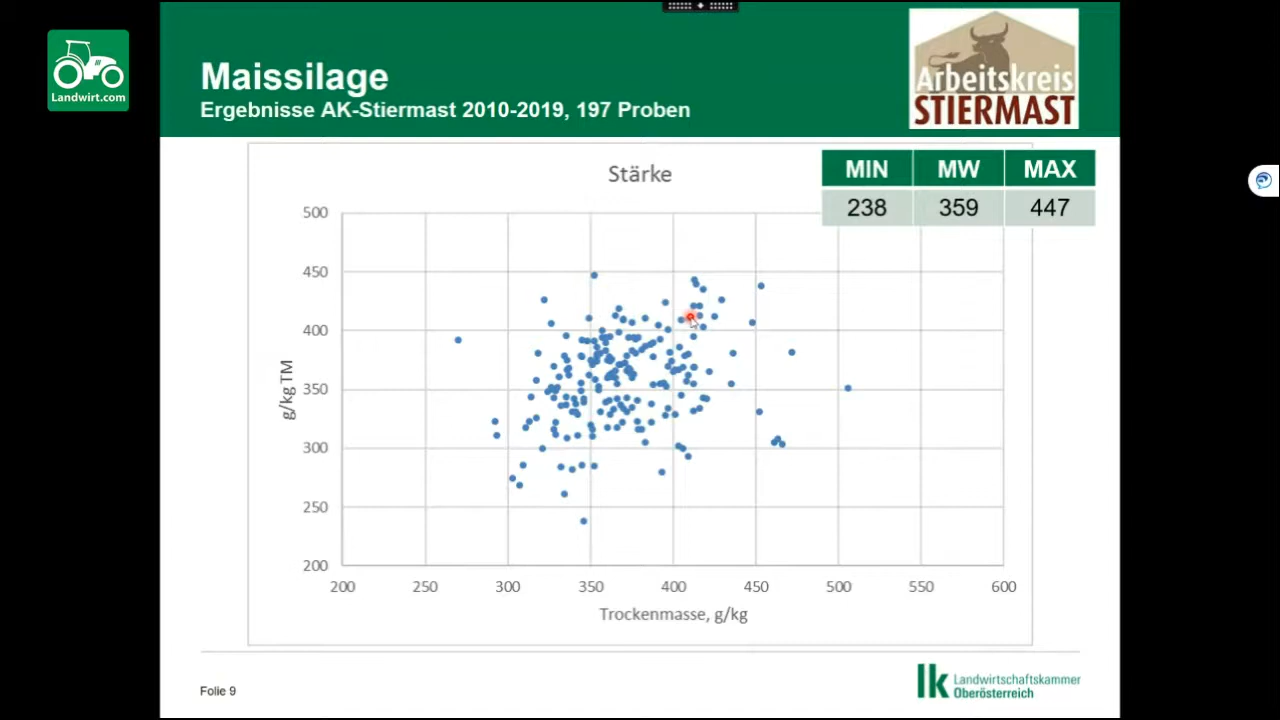 Landwirt.com
Maissilage
Ergebnisse AK-Stiermast 2010-2019, 197 Proben
Arbeitskreis
STIERMAST
Stärke
MIN MW MAX
238 359 447
500
450
400
350
300
250
200
g/kg TM
200 250 300 350 400 450 500 550 600
Trockenmasse, g/kg
Folie 9
lk Landwirtschaftskammer
Oberösterreich